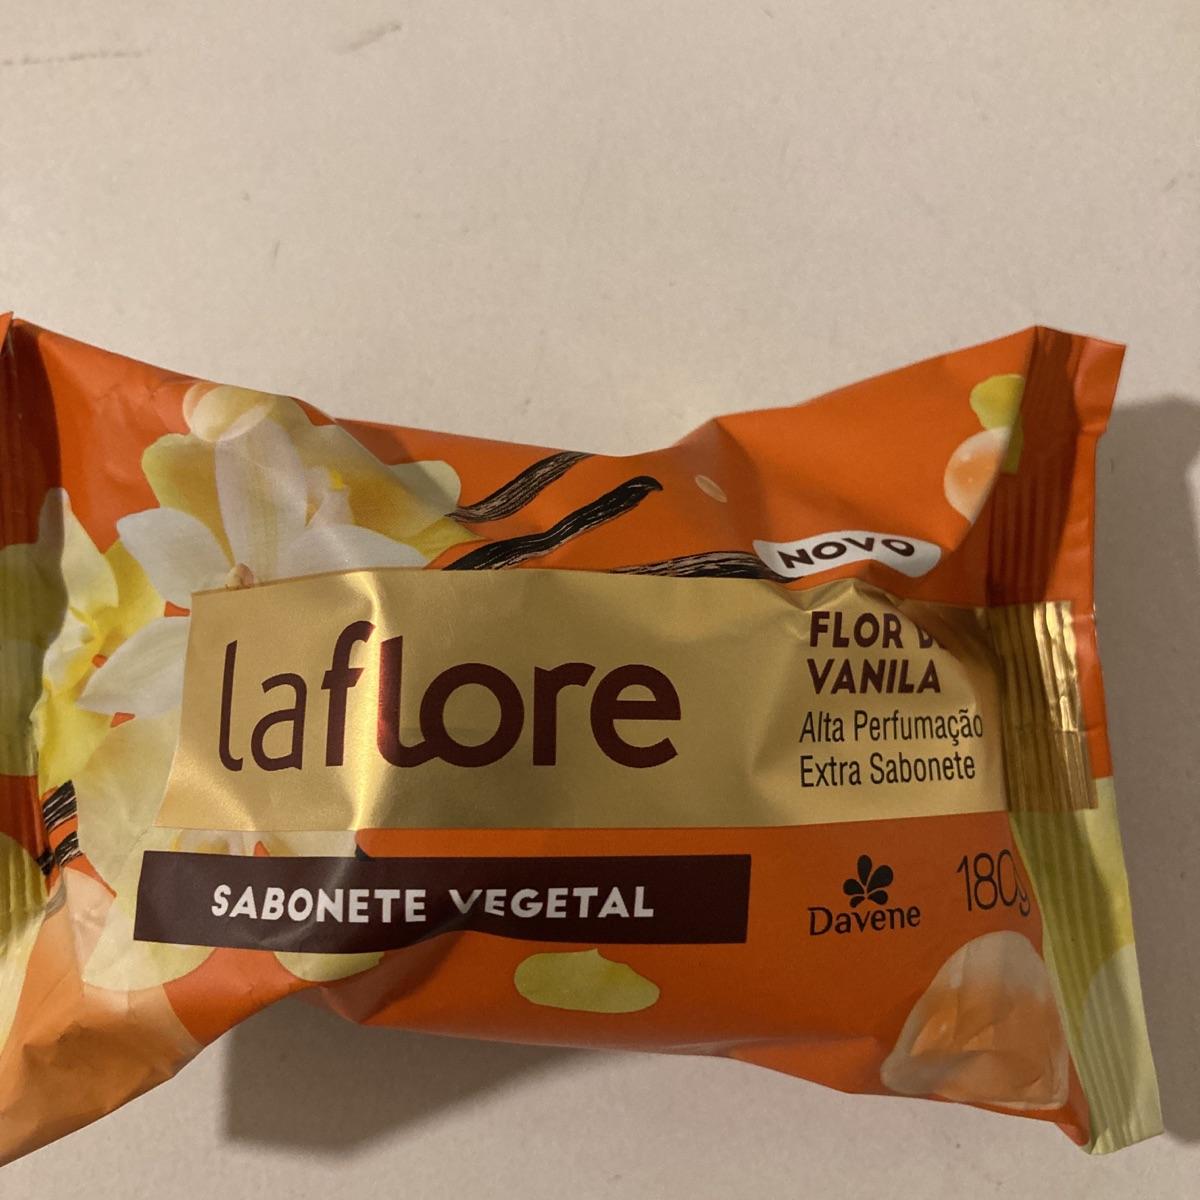 NOVO
laflore
FLOR
VANILA
Alta Perfumação
Extra Sabonete
SABONETE VEGETAL
Davene
180g